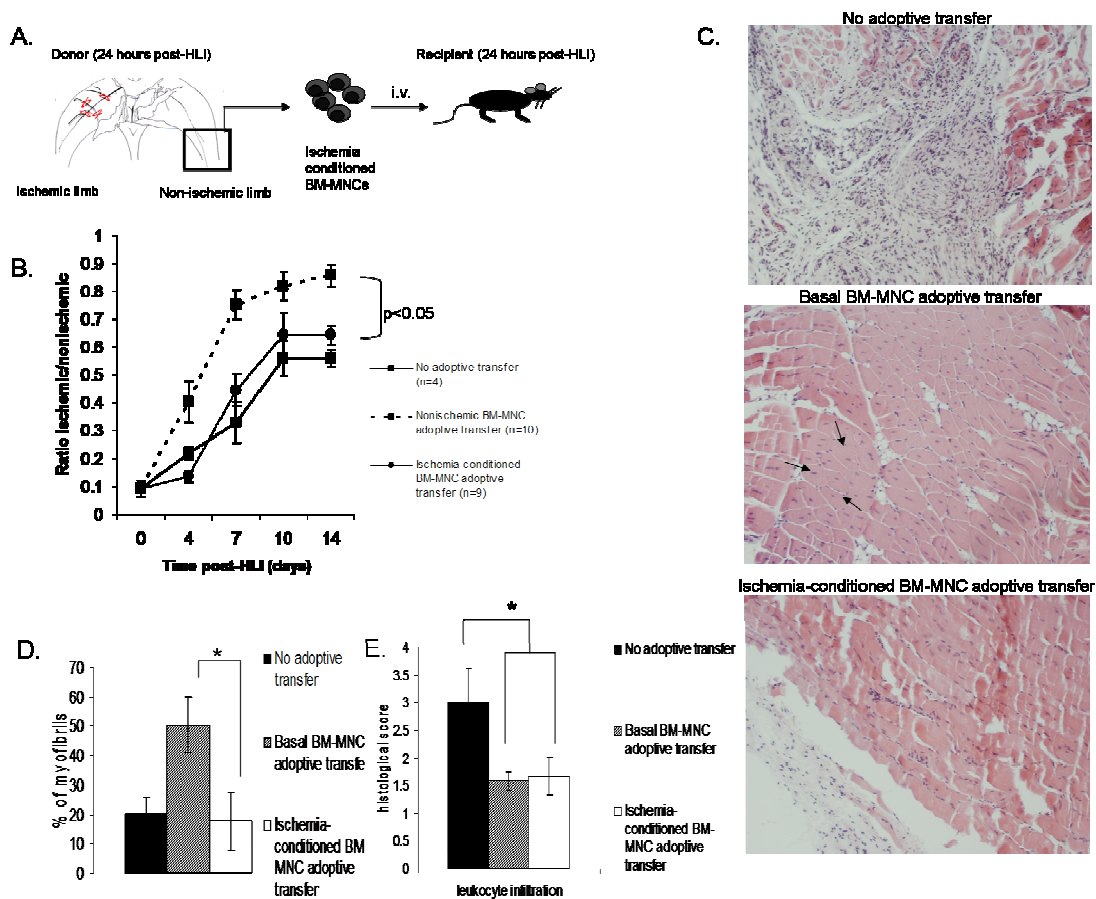 A.
Donor (24 hours post-HLI)
Recipient (24 hours post-HLI)
i.v.
Ischemia
conditioned
BM-MNCs
Ischemic limb
Non-ischemic limb
B.
Ratio ischemic/nonischemic
1
0.9
0.8
0.7
0.6
0.5
0.4
0.3
0.2
0.1
0
0 4 7 10 14
Time post-HLI (days)
p<0.05
No adoptive transfer
(n=4)
Nonischemic BM-MNC
adoptive transfer (n=10)
Ischemia-conditioned
BM-MNC adoptive
transfer (n=9)
C.
No adoptive transfer
Basal BM-MNC adoptive transfer
Ischemia-conditioned BM-MNC adoptive transfer
D.
% of myofibrils
70
60
50
40
30
20
10
0
*
No adoptive
transfer
Basal BM-MNC
adoptive transfe
Ischemia-
conditioned BM
MNC adoptive
transfer
E.
histological score
4
3.5
3
2.5
2
1.5
1
0.5
0
*
leukocyte infiltration
No adoptive transfer
Basal BM-MNC
adoptive transfer
Ischemia-
conditioned BM-
MNC adoptive
transfer